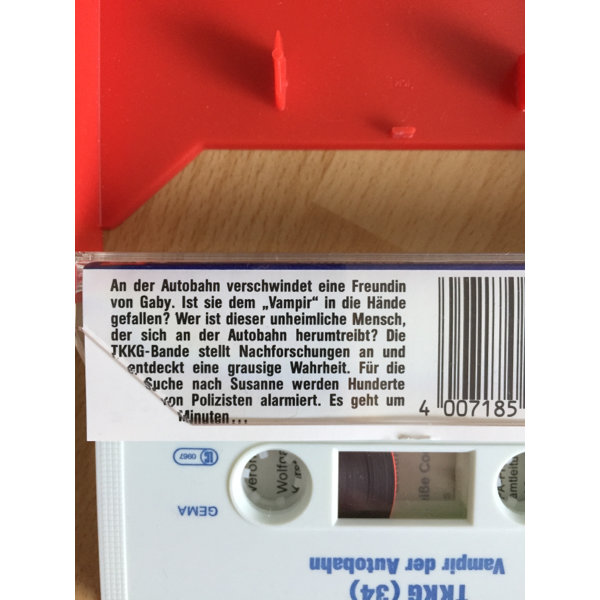 An der Autobahn verschwindet eine Freundin
von Gaby. Ist sie dem „Vampir“ in die Hände
gefallen? Wer ist dieser unheimliche Mensch,
der sich an der Autobahn herumtreibt? Die
TKKG-Bande stellt Nachforschungen an und
entdeckt eine grausige Wahrheit. Für die
Suche nach Susanne werden Hunderte
von Polizisten alarmiert. Es geht um
Minuten...
4 007185
0967
GEMA
Vampir der Autobahn
TKKG (34)